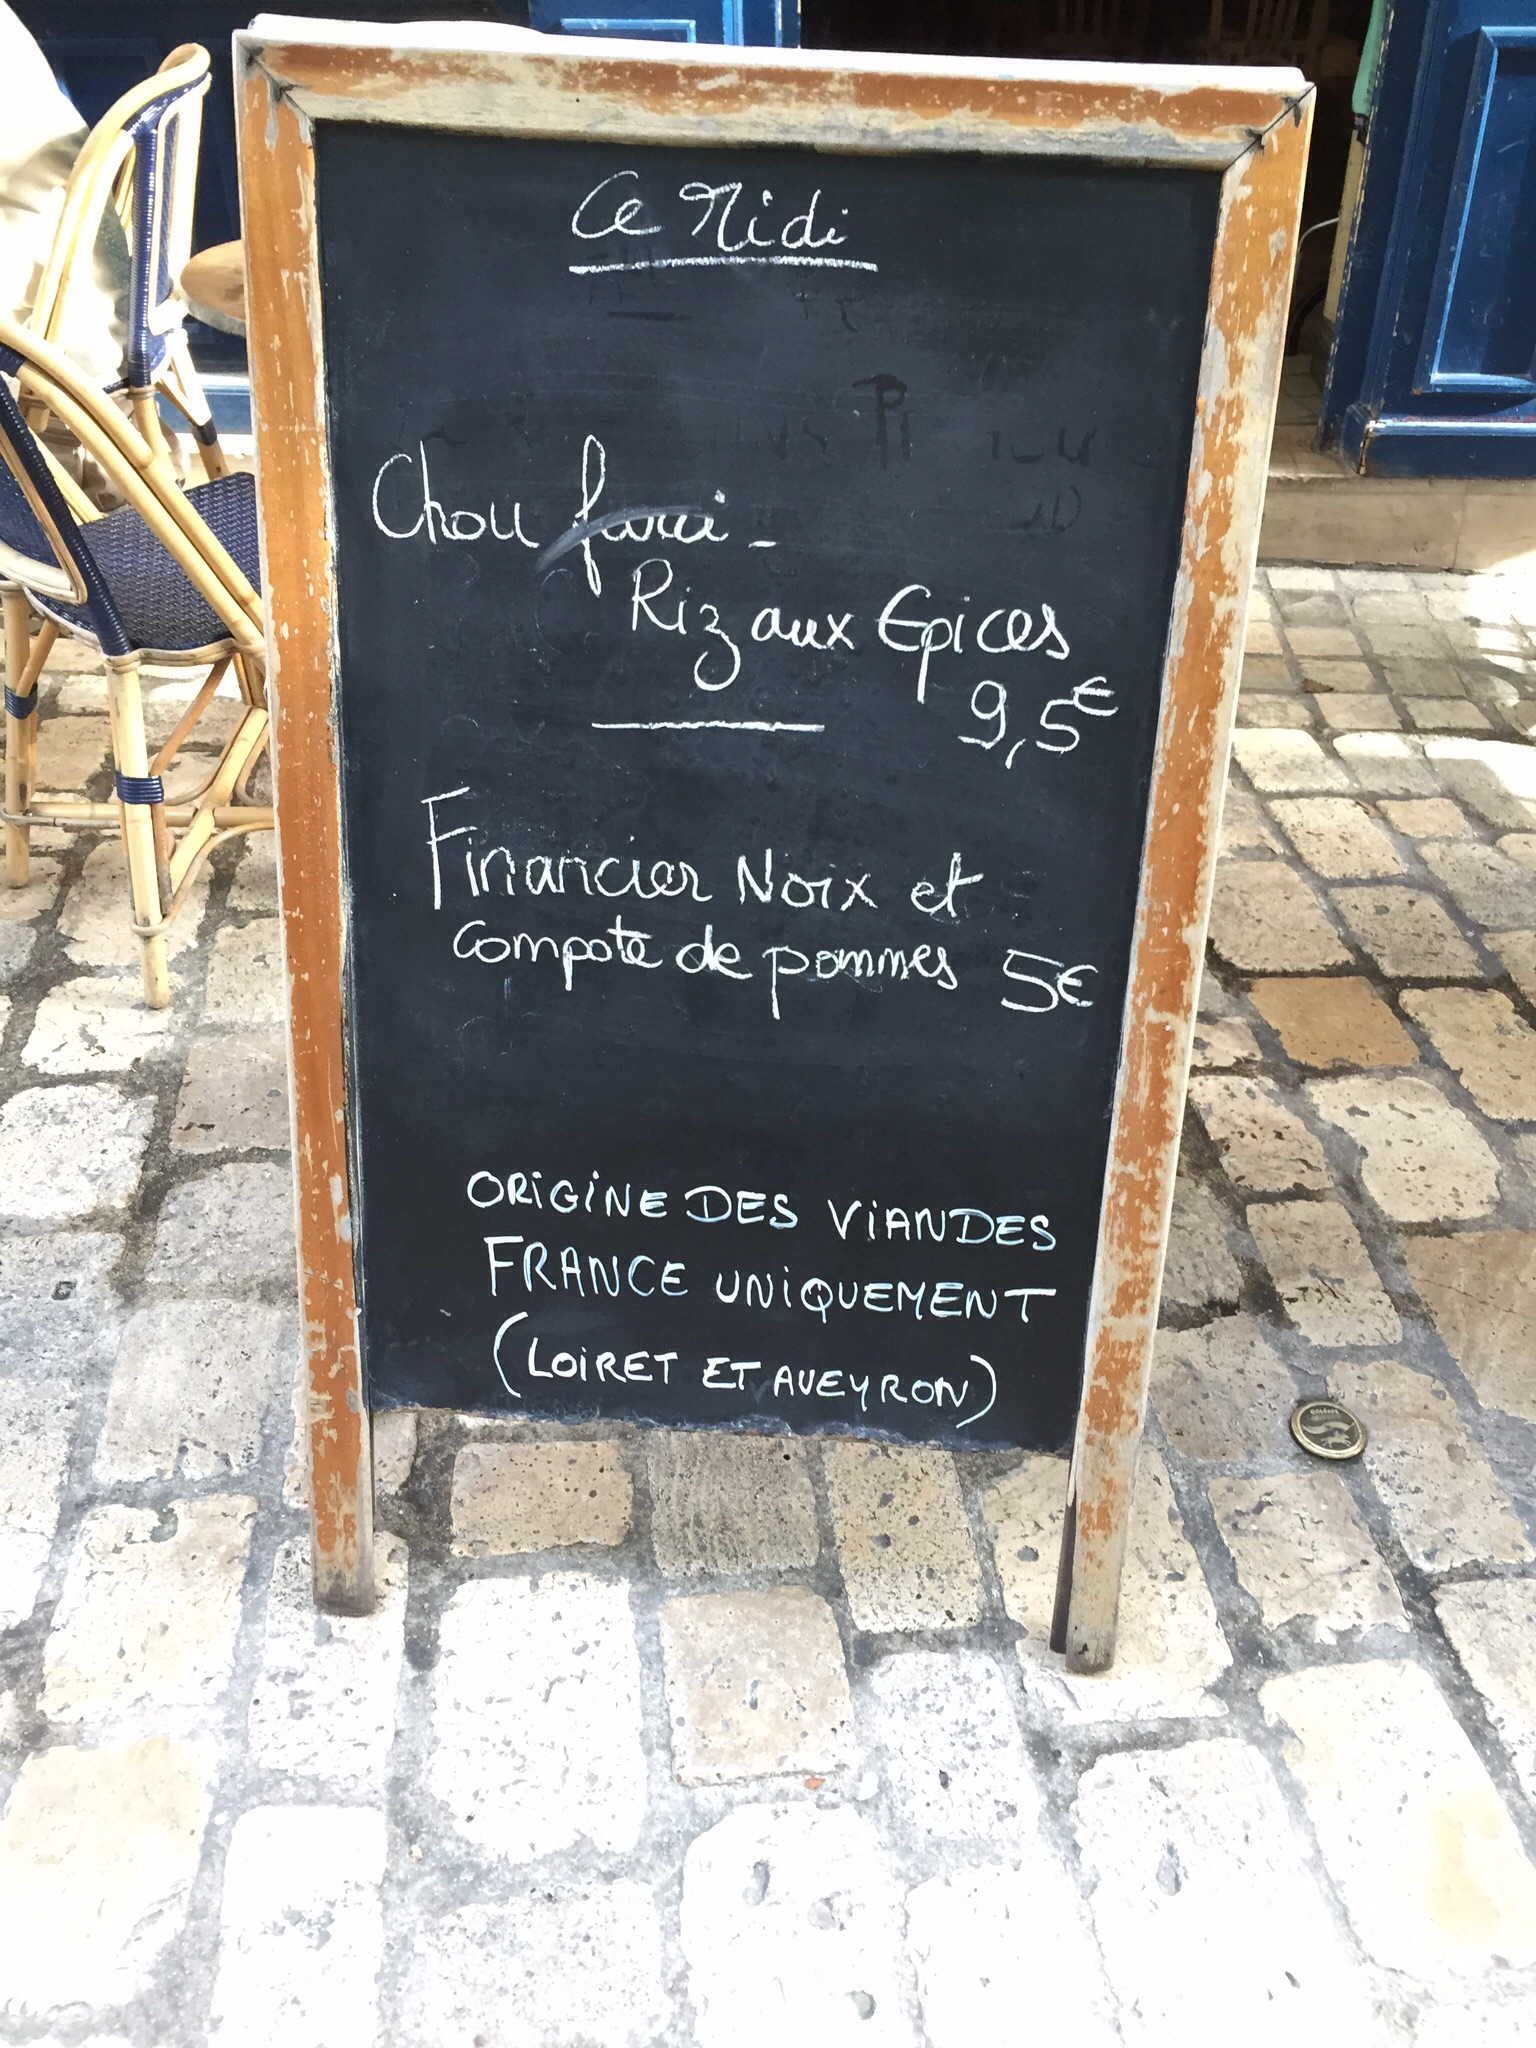 Ce Midi
Chou farci -
Riz aux Epices
9,5€
Financier Noix et
compote de pommes 5€
ORIGINE DES VIANDES
FRANCE UNIQUEMENT
(LOIRET ET AVEYRON)